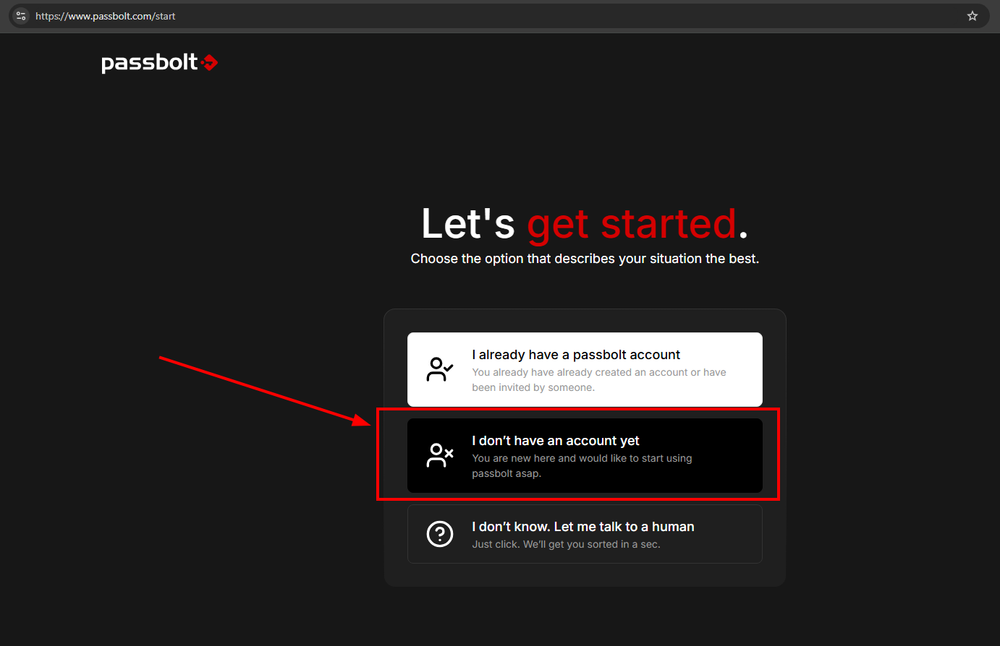 https://www.passbolt.com/start
passbolt
Let's get started.
Choose the option that describes your situation the best.
I already have a passbolt account
You already have already created an account or have
been invited by someone.
I don’t have an account yet
You are new here and would like to start using
passbolt asap.
I don’t know. Let me talk to a human
Just click. We’ll get you sorted in a sec.